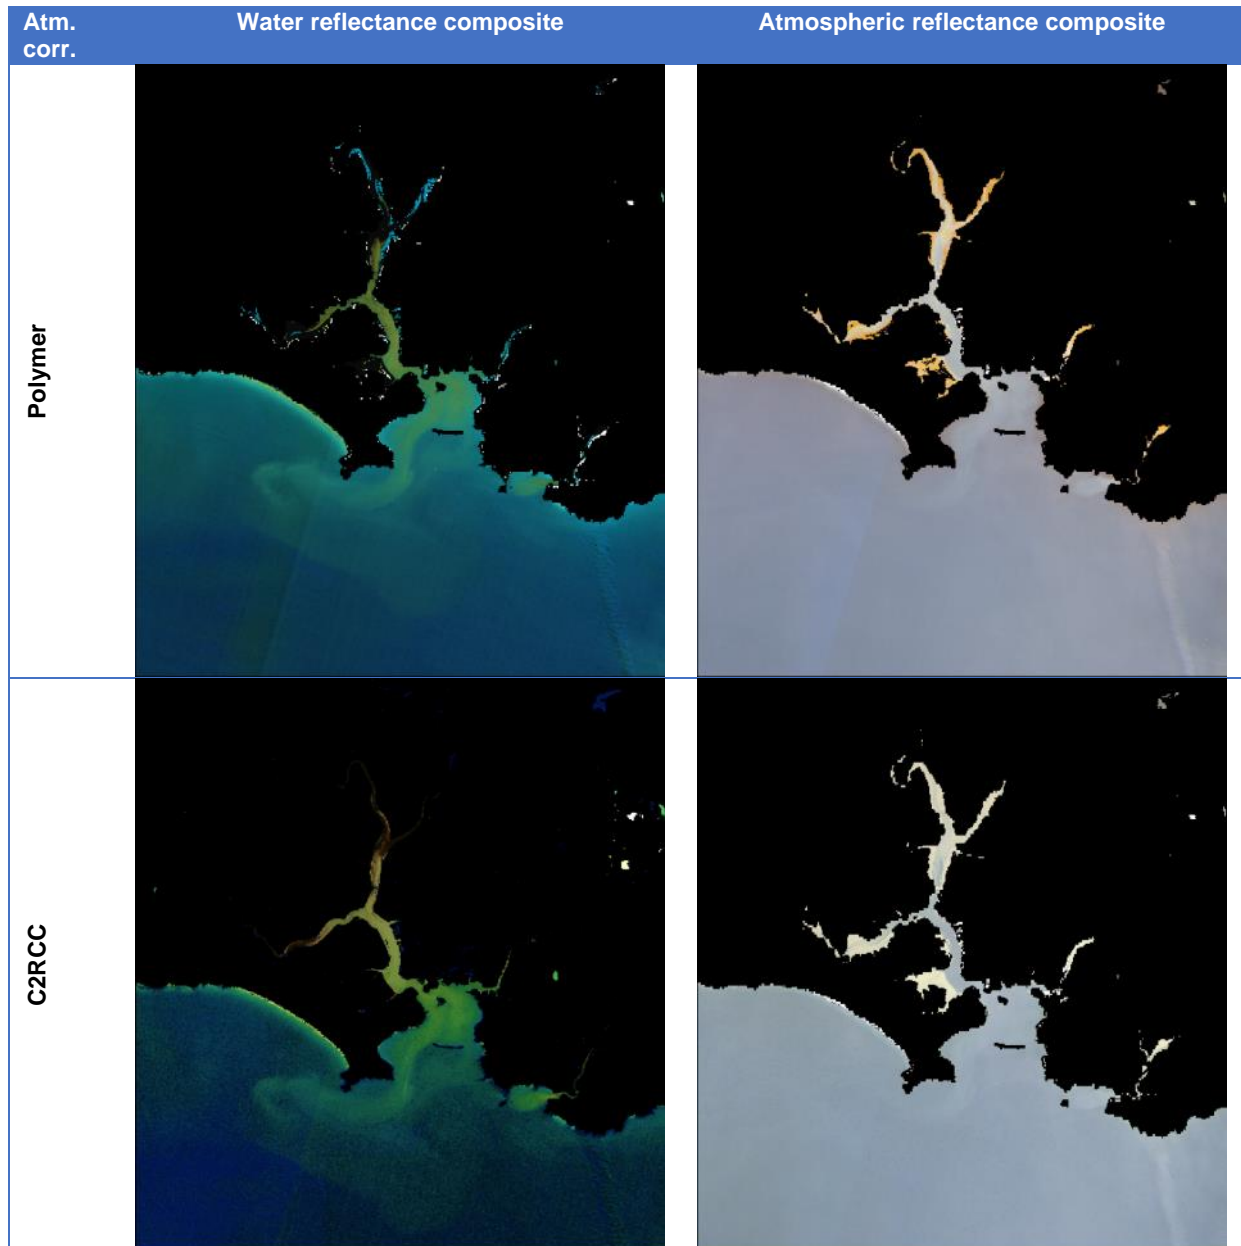 Atm.
corr.
Water reflectance composite
Atmospheric reflectance composite
Polymer
C2RCC